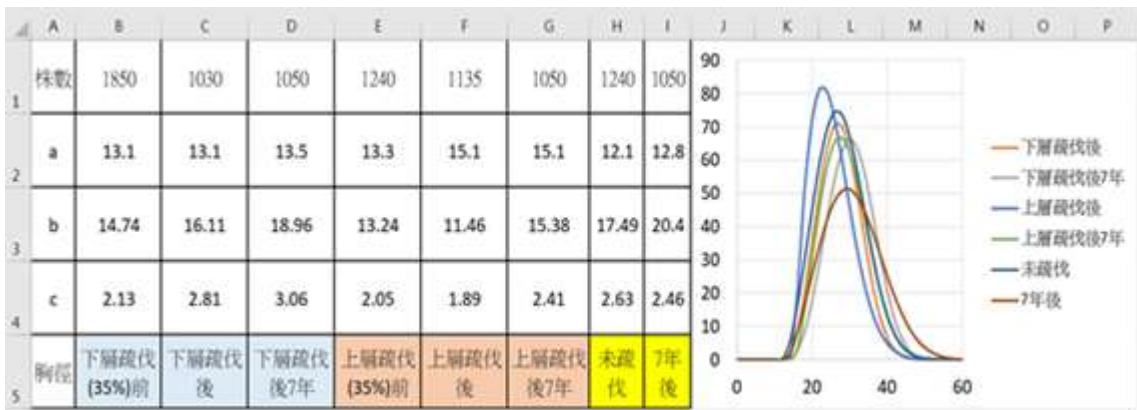 A B C D E F G H I J K L M N O P
1 株數 1850 1030 1050 1240 1135 1050 1240 1050
2 a 13.1 13.1 13.5 13.3 15.1 15.1 12.1 12.8
3 b 14.74 16.11 18.96 13.24 11.46 15.38 17.49 20.4
4 c 2.13 2.81 3.06 2.05 1.89 2.41 2.63 2.46
5 胸徑 下層疏伐(35%)前 下層疏伐後 下層疏伐後7年 上層疏伐(35%)前 上層疏伐後 上層疏伐後7年 未疏伐 7年後
90
80
70
60
50
40
30
20
10
0
0 20 40 60
下層疏伐後
下層疏伐後7年
上層疏伐後
上層疏伐後7年
未疏伐
7年後